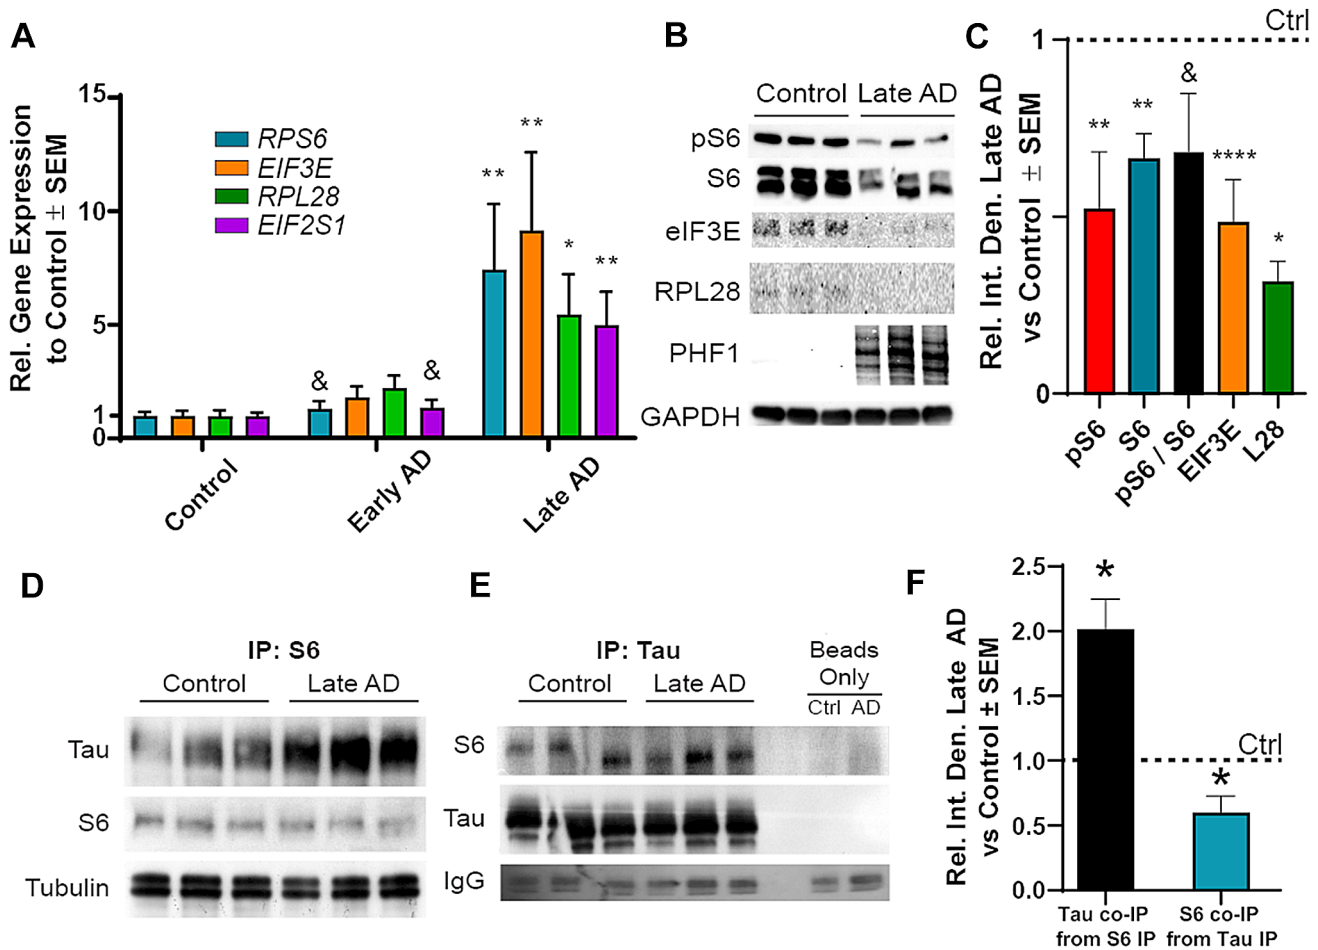 A
Rel. Gene Expression
to Control ± SEM
15
10
5
1
0
RPS6
EIF3E
RPL28
EIF2S1
&
&
**
**
*
**
Control
Early AD
Late AD
B
Control Late AD
pS6
S6
eIF3E
RPL28
PHF1
GAPDH
C
Rel. Int. Den. Late AD
vs Control ± SEM
Ctrl
1
0
**
**
&
****
*
pS6
S6
pS6 / S6
EIF3E
L28
D
IP: S6
Control Late AD
Tau
S6
Tubulin
E
IP: Tau
Control Late AD
Beads
Only
Ctrl AD
S6
Tau
IgG
F
Rel. Int. Den. Late AD
vs Control ± SEM
2.5
2.0
1.5
1.0
0.5
0.0
*
Ctrl
*
Tau co-IP
from S6 IP
S6 co-IP
from Tau IP